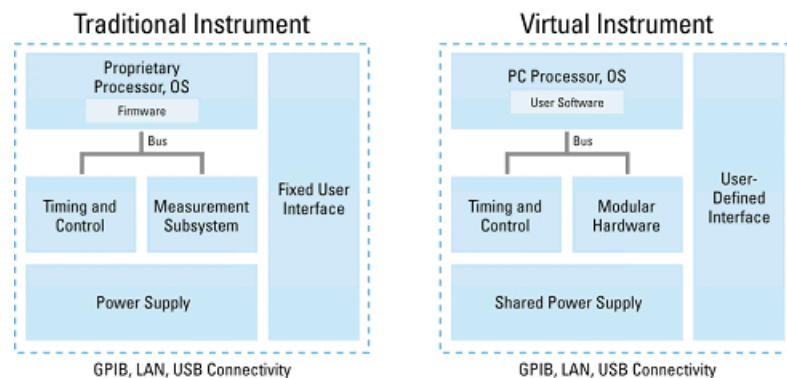 Traditional Instrument
Proprietary
Processor, OS
Firmware
Bus
Timing and
Control
Measurement
Subsystem
Fixed User
Interface
Power Supply
GPIB, LAN, USB Connectivity
Virtual Instrument
PC Processor, OS
User Software
Bus
Timing and
Control
Modular
Hardware
User-
Defined
Interface
Shared Power Supply
GPIB, LAN, USB Connectivity